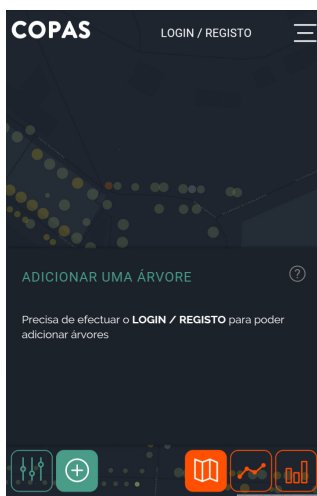 COPAS
LOGIN / REGISTO
ADICIONAR UMA ÁRVORE
?
Precisa de efectuar o LOGIN / REGISTO para poder
adicionar árvores